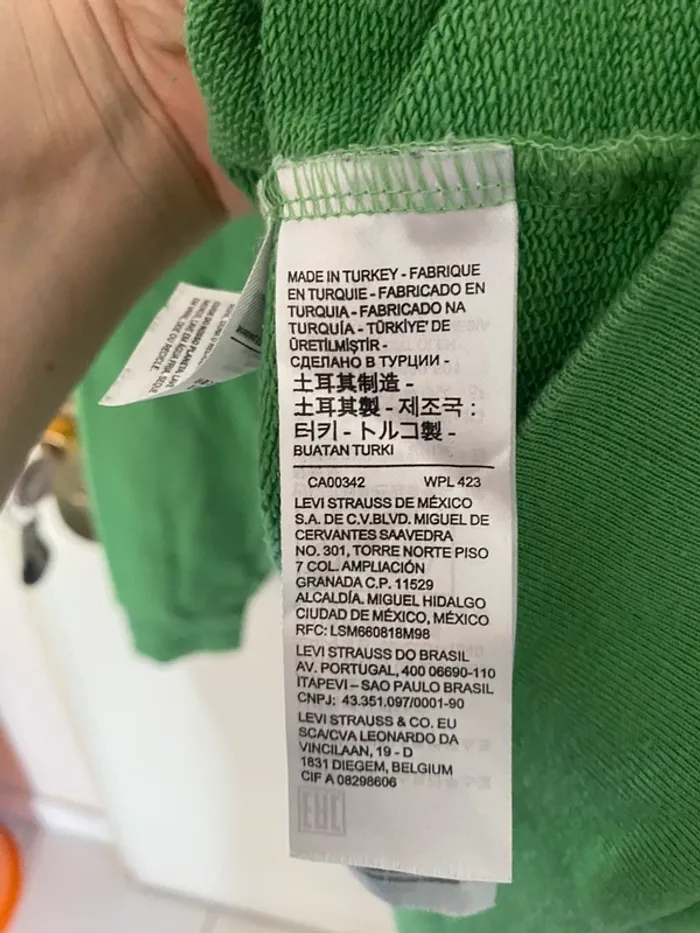 MADE IN TURKEY - FABRIQUE
EN TURQUIE - FABRICADO EN
TURQUIA - FABRICADO NA
TURQUÍA - TÜRKİYE' DE
ÜRETİLMİŞTİR -
СДЕЛАНО В ТУРЦИИ -
土耳其制造 -
土耳其製 - 제조국 :
터키 - トルコ製 -
BUATAN TURKI
CA00342 WPL 423
LEVI STRAUSS DE MÉXICO
S.A. DE C.V.BLVD. MIGUEL DE
CERVANTES SAAVEDRA
NO. 301, TORRE NORTE PISO
7 COL. AMPLIACIÓN
GRANADA C.P. 11529
ALCALDÍA. MIGUEL HIDALGO
CIUDAD DE MÉXICO, MÉXICO
RFC: LSM660818M98
LEVI STRAUSS DO BRASIL
AV. PORTUGAL, 400 06690-110
ITAPEVI – SAO PAULO BRASIL
CNPJ: 43.351.097/0001-90
LEVI STRAUSS & CO. EU
SCA/CVA LEONARDO DA
VINCILAAN, 19 - D
1831 DIEGEM, BELGIUM
CIF A 08298606
EAC